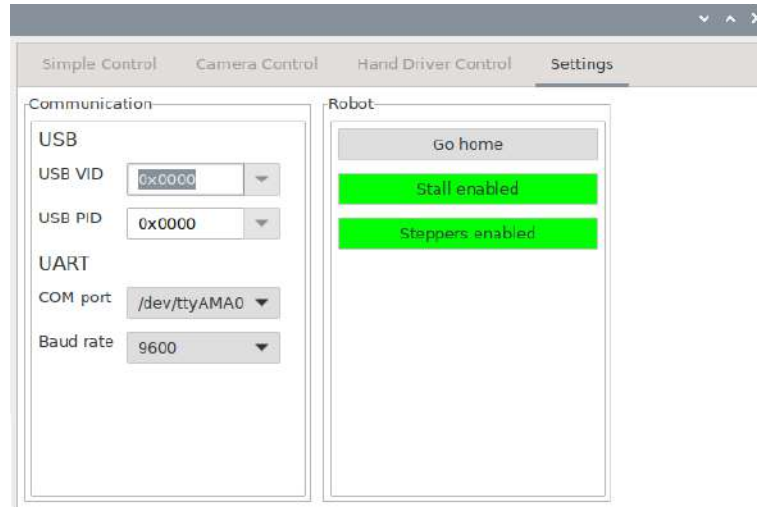 Simple Control Camera Control Hand Driver Control Settings
Communication
USB
USB VID 0x0000
USB PID 0x0000
UART
COM port /dev/ttyAMA0
Baud rate 9600
Robot
Go home
Stall enabled
Steppers enabled